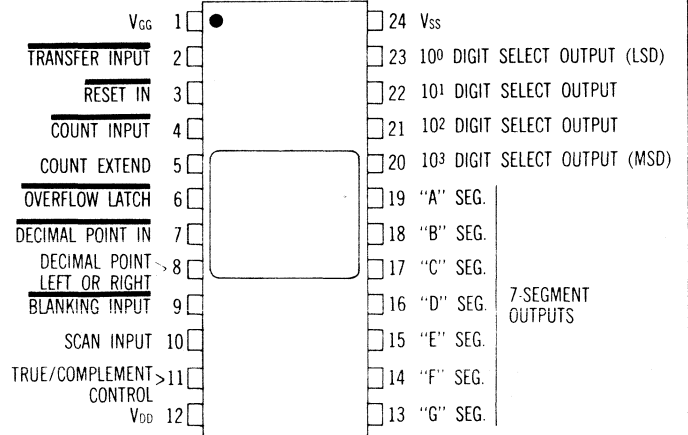 VGG 1
TRANSFER INPUT 2
RESET IN 3
COUNT INPUT 4
COUNT EXTEND 5
OVERFLOW LATCH 6
DECIMAL POINT IN 7
DECIMAL POINT
LEFT OR RIGHT 8
BLANKING INPUT 9
SCAN INPUT 10
TRUE/COMPLEMENT
CONTROL 11
VDD 12
24 VSS
23 10⁰ DIGIT SELECT OUTPUT (LSD)
22 10¹ DIGIT SELECT OUTPUT
21 10² DIGIT SELECT OUTPUT
20 10³ DIGIT SELECT OUTPUT (MSD)
19 "A" SEG.
18 "B" SEG.
17 "C" SEG.
16 "D" SEG.
15 "E" SEG.
14 "F" SEG.
13 "G" SEG.
7-SEGMENT
OUTPUTS